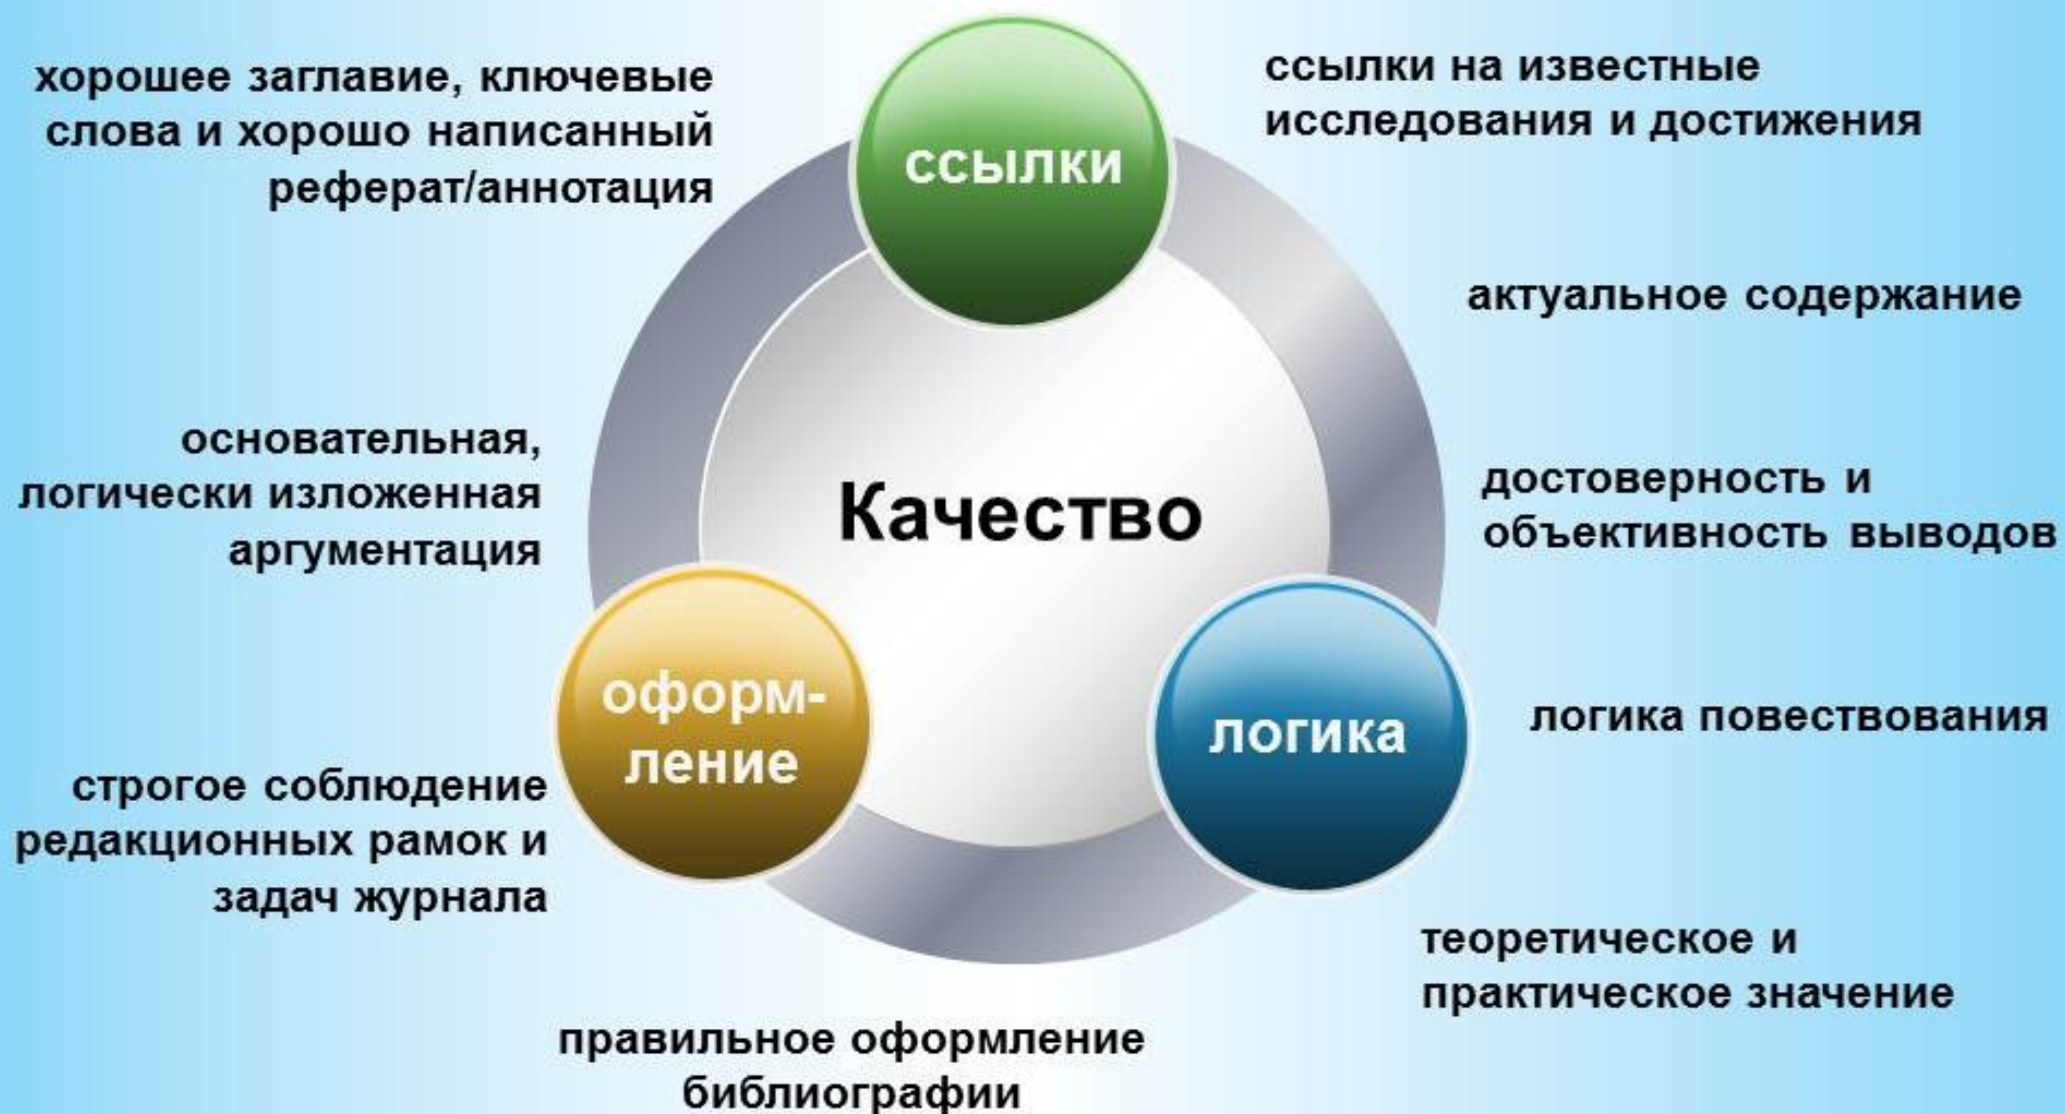 хорошее заглавие, ключевые
слова и хорошо написанный
реферат/аннотация
ссылки
ссылки на известные
исследования и достижения
актуальное содержание
основательная,
логически изложенная
аргументация
Качество
достоверность и
объективность выводов
оформ-
ление
логика
логика повествования
строгое соблюдение
редакционных рамок и
задач журнала
теоретическое и
практическое значение
правильное оформление
библиографии